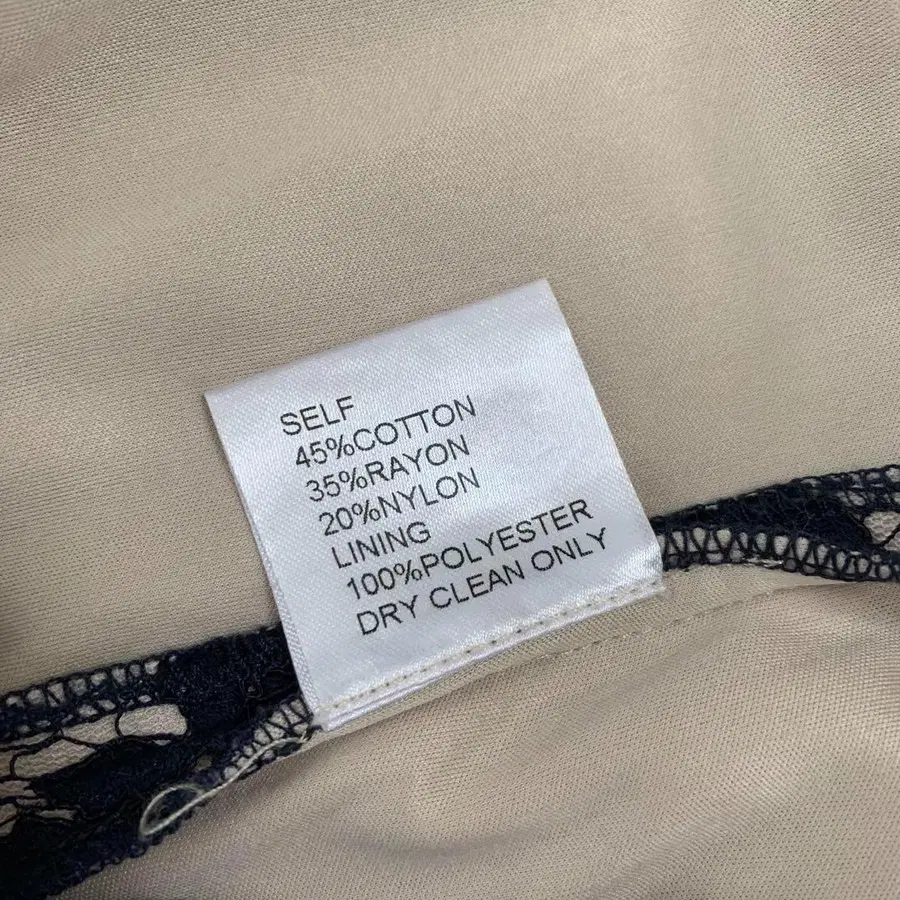 SELF
45%COTTON
35%RAYON
20%NYLON
LINING
100%POLYESTER
DRY CLEAN ONLY